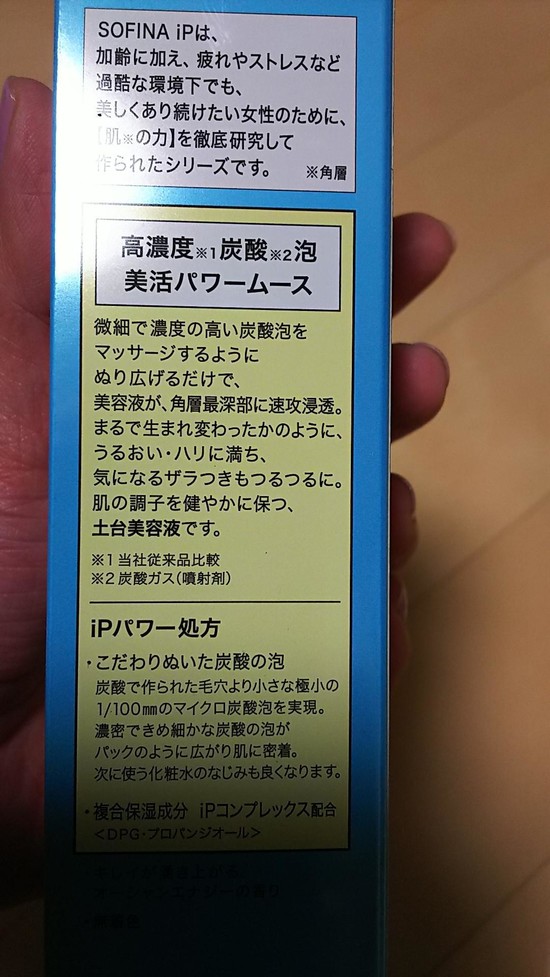 SOFINA iPは、
加齢に加え、疲れやストレスなど
過酷な環境下でも、
美しくあり続けたい女性のために、
【肌※の力】を徹底研究して
作られたシリーズです。 ※角層
高濃度※1炭酸※2泡
美活パワームース
微細で濃度の高い炭酸泡を
マッサージするように
ぬり広げるだけで、
美容液が、角層最深部に速攻浸透。
まるで生まれ変わったかのように、
うるおい・ハリに満ち、
気になるザラつきもつるつるに。
肌の調子を健やかに保つ、
土台美容液です。
※1 当社従来品比較
※2 炭酸ガス(噴射剤)
iPパワー処方
・こだわりぬいた炭酸の泡
炭酸で作られた毛穴より小さな極小の
1/100mmのマイクロ炭酸泡を実現。
濃密できめ細かな炭酸の泡が
パックのように広がり肌に密着。
次に使う化粧水のなじみも良くなります。
・複合保湿成分 iPコンプレックス配合
<DPG・プロパンジオール>